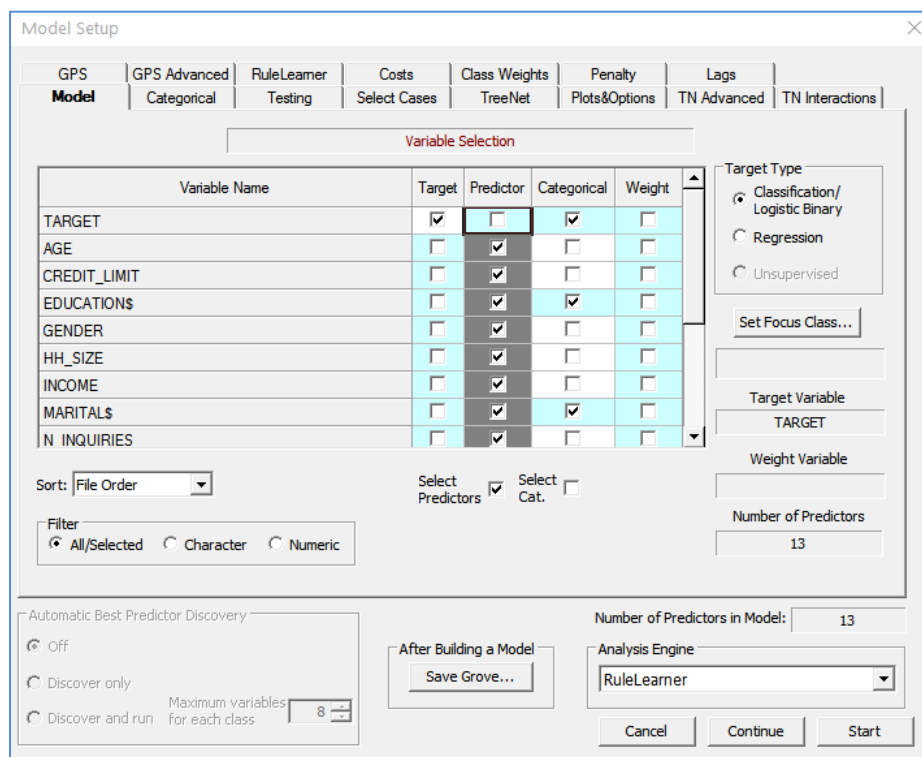 Model Setup
GPS GPS Advanced RuleLearner Costs Class Weights Penalty Lags
Model Categorical Testing Select Cases TreeNet Plots&Options TN Advanced TN Interactions
Variable Selection
Variable Name Target Predictor Categorical Weight
TARGET
AGE
CREDIT_LIMIT
EDUCATION$
GENDER
HH_SIZE
INCOME
MARITAL$
N_INQUIRIES
Target Type
Classification/
Logistic Binary
Regression
Unsupervised
Set Focus Class...
Target Variable
TARGET
Weight Variable
Number of Predictors
13
Sort: File Order
Select
Predictors
Select
Cat.
Filter
All/Selected Character Numeric
Automatic Best Predictor Discovery
Off
Discover only
Discover and run
Maximum variables
for each class
8
After Building a Model
Save Grove...
Number of Predictors in Model: 13
Analysis Engine
RuleLearner
Cancel Continue Start